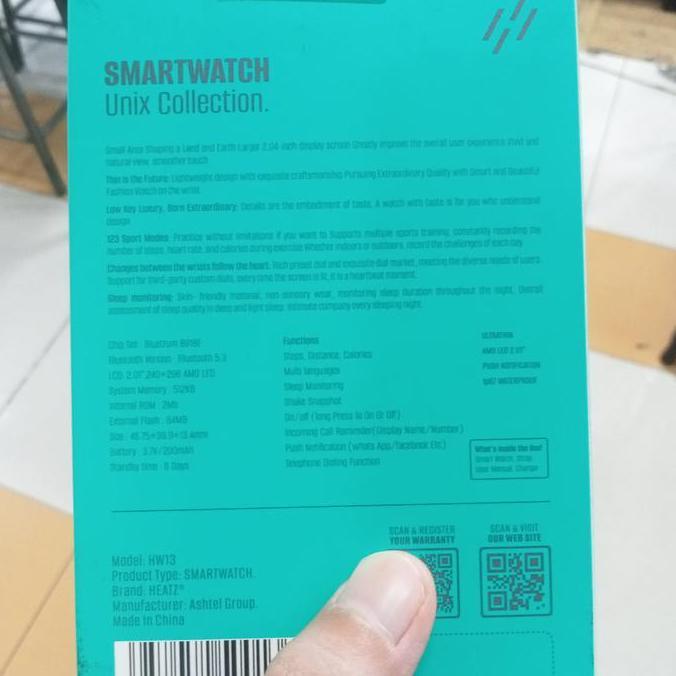 SMARTWATCH
Unix Collection.
Small Area Shaping a Land and Earth Larger 2.04 inch display screen Greatly improves the overall user experience Vivid and
natural view, smoother touch
This is the Future: Lightweight design with exquisite craftsmanship Pursuing Extraordinary Quality with Smart and Beautiful
Fashion Watch on the wrist.
Low Key Luxury, Born Extraordinary: Details are the embodiment of taste, A watch with taste is for you who understand
design
123 Sport Modes: Practice without limitations if you want to Supports multiple sports training, constantly recording the
number of steps, heart rate, and calories during exercise Whether indoors or outdoors, record the challenges of each day
Changes between the wrists follow the heart: Rich preset dial and exquisite dial market, meeting the diverse needs of users
Support for third-party custom dials, every time the screen is lit, it is a heartbeat moment.
Sleep monitoring: Skin- friendly material, non sensory wear, monitoring sleep duration throughout the night, Overall
assessment of sleep quality in deep and light sleep, Intimate company every sleeping night.
Chip Set : Bluetrum
Bluetooth Version : Bluetooth 5.3
LCD: 2.01" 240*296 AMO LED
System Memory : 512KB
Internal ROM : 2Mb
External Flash : 64MB
Size :
Battery : 3.7V/200mAh
Standby Time : 8 Days
Functions
Steps, Distance, Calories
Multi languages
Sleep Monitoring
Shake Snapshot
On/off (long Press To On Or Off)
Incoming Call Reminder(Display Name/Number)
Push Notification (Whats App/facebook Etc)
Telephone Dialing Function
ULTRATHIN
AMO LED 2.01"
Push Notification
Ip67 WATERPROOF
What's inside the Box!
Smart Watch, Strap,
User Manual, Charger
SCAN & REGISTER
YOUR WARRANTY
SCAN & VISIT
OUR WEB SITE
Model: HW13
Product Type: SMARTWATCH.
Brand: HEATZ®
Manufacturer: Ashtel Group.
Made In China